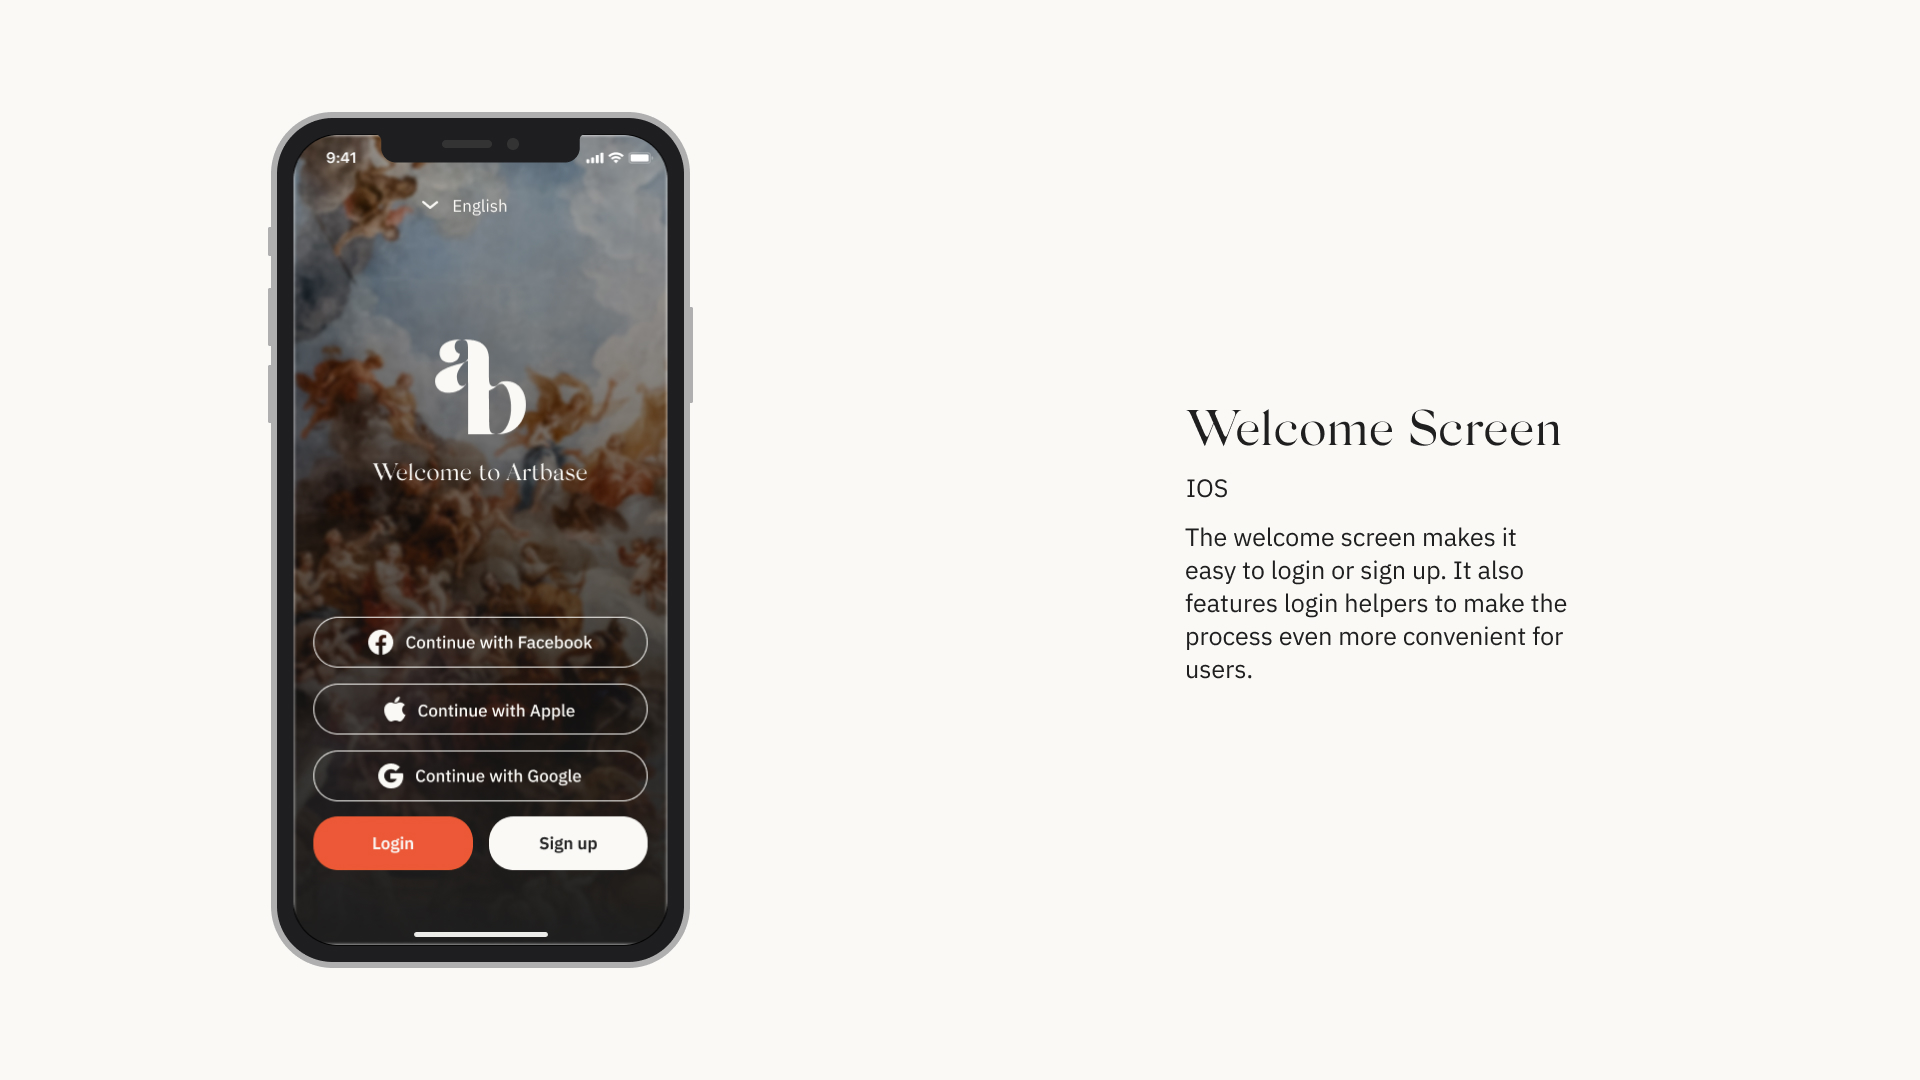 9:41
English
ab
Welcome to Artbase
Continue with Facebook
Continue with Apple
Continue with Google
Login
Sign up
Welcome Screen
IOS
The welcome screen makes it
easy to login or sign up. It also
features login helpers to make the
process even more convenient for
users.